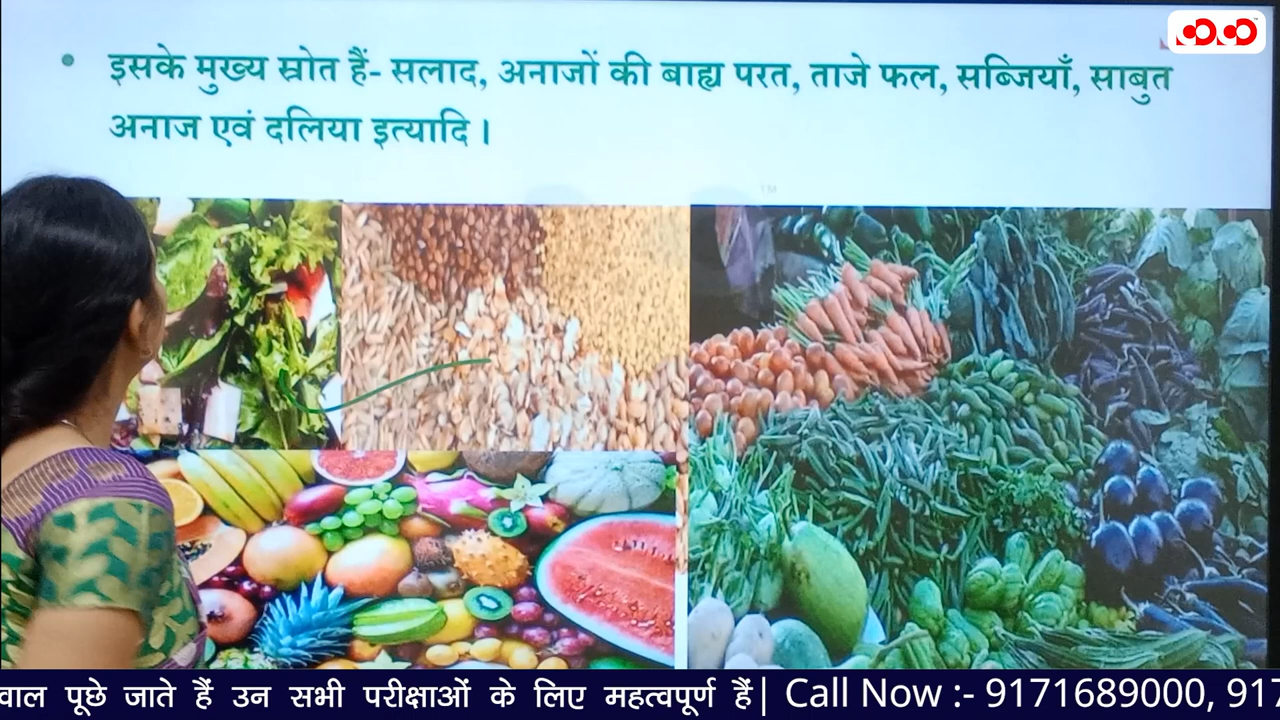 • इसके मुख्य स्रोत हैं- सलाद, अनाजों की बाह्य परत, ताजे फल, सब्जियाँ, साबुत
अनाज एवं दलिया इत्यादि ।
TM
वाल पूछे जाते हैं उन सभी परीक्षाओं के लिए महत्वपूर्ण हैं| Call Now :- 9171689000, 917